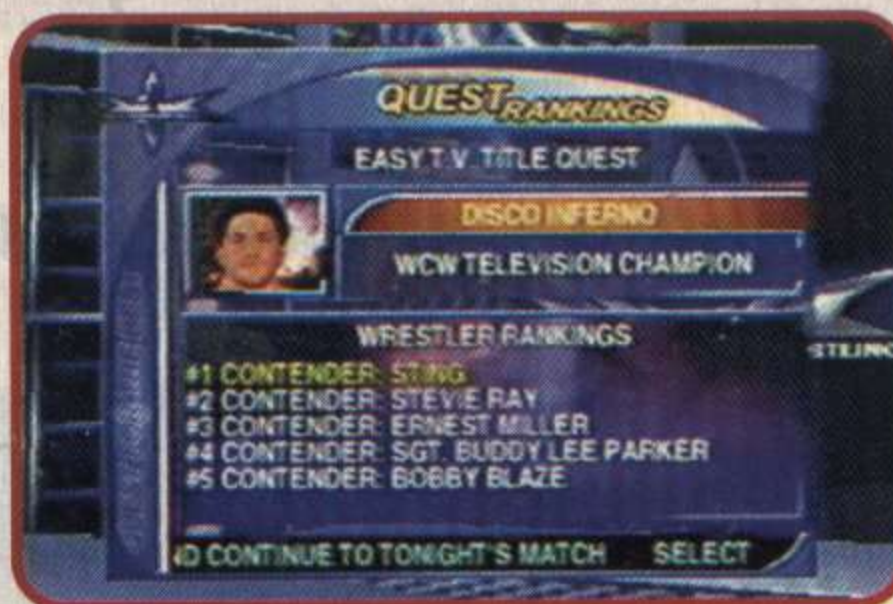 QUEST RANKINGS
EASY T.V. TITLE QUEST
DISCO INFERNO
WCW TELEVISION CHAMPION
WRESTLER RANKINGS
#1 CONTENDER: STING
#2 CONTENDER: STEVIE RAY
#3 CONTENDER: ERNEST MILLER
#4 CONTENDER: SGT. BUDDY LEE PARKER
#5 CONTENDER: BOBBY BLAZE
D CONTINUE TO TONIGHT'S MATCH SELECT